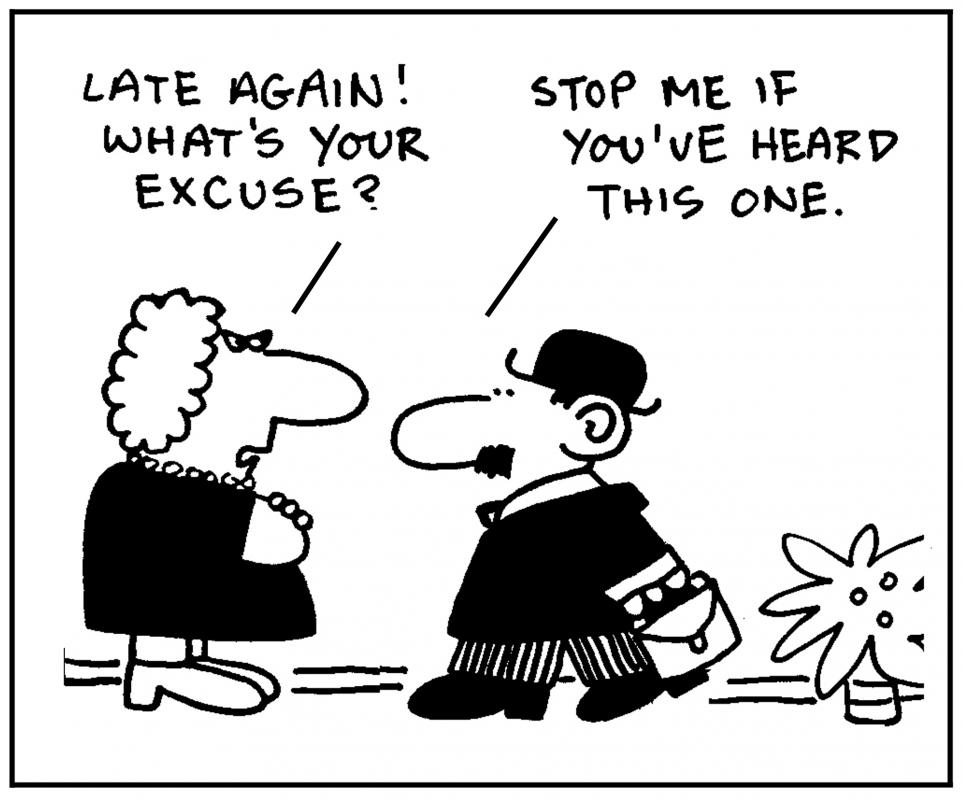 LATE AGAIN!
WHAT'S YOUR
EXCUSE?
STOP ME IF
YOU'VE HEARD
THIS ONE.